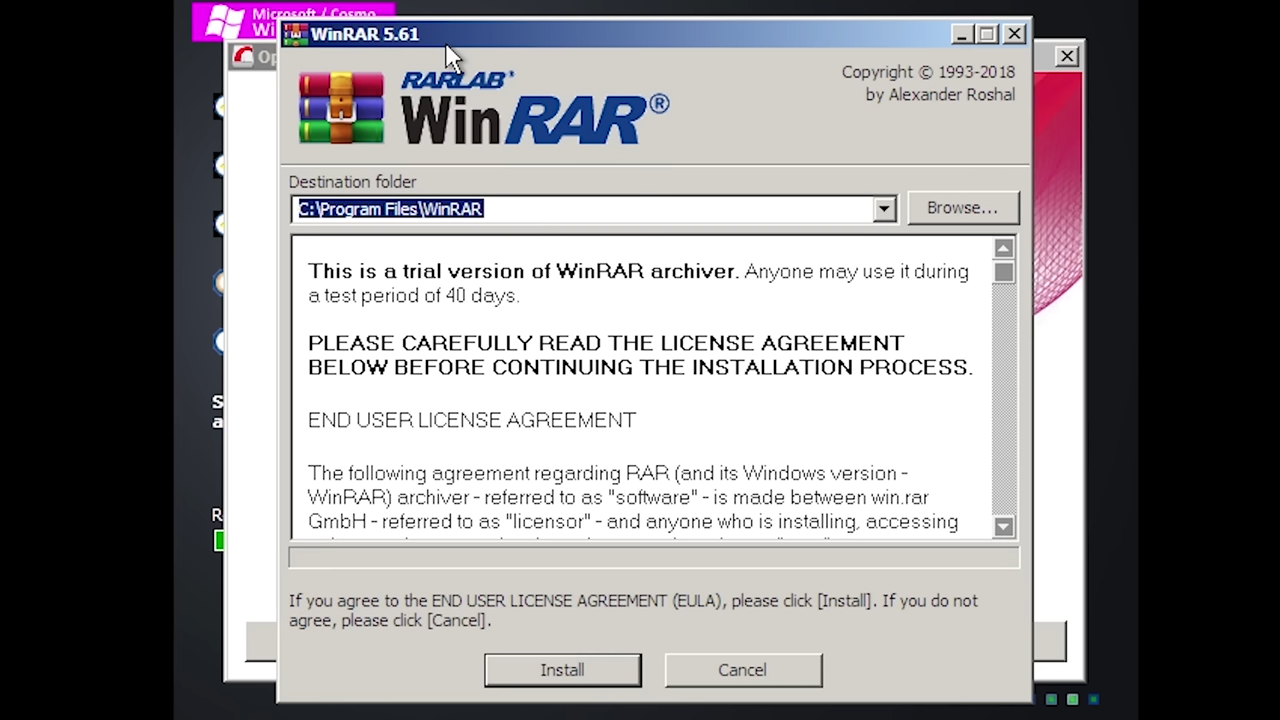 Microsoft / Cosmo
Wi
WinRAR 5.61
Op
RARLAB
WinRAR®
Copyright © 1993-2018
by Alexander Roshal
Destination folder
C:\Program Files\WinRAR
Browse...
This is a trial version of WinRAR archiver. Anyone may use it during
a test period of 40 days.
PLEASE CAREFULLY READ THE LICENSE AGREEMENT
BELOW BEFORE CONTINUING THE INSTALLATION PROCESS.
END USER LICENSE AGREEMENT
The following agreement regarding RAR (and its Windows version -
WinRAR) archiver - referred to as "software" - is made between win.rar
GmbH - referred to as "licensor" - and anyone who is installing, accessing
If you agree to the END USER LICENSE AGREEMENT (EULA), please click [Install]. If you do not
agree, please click [Cancel].
Install
Cancel
S
a
R